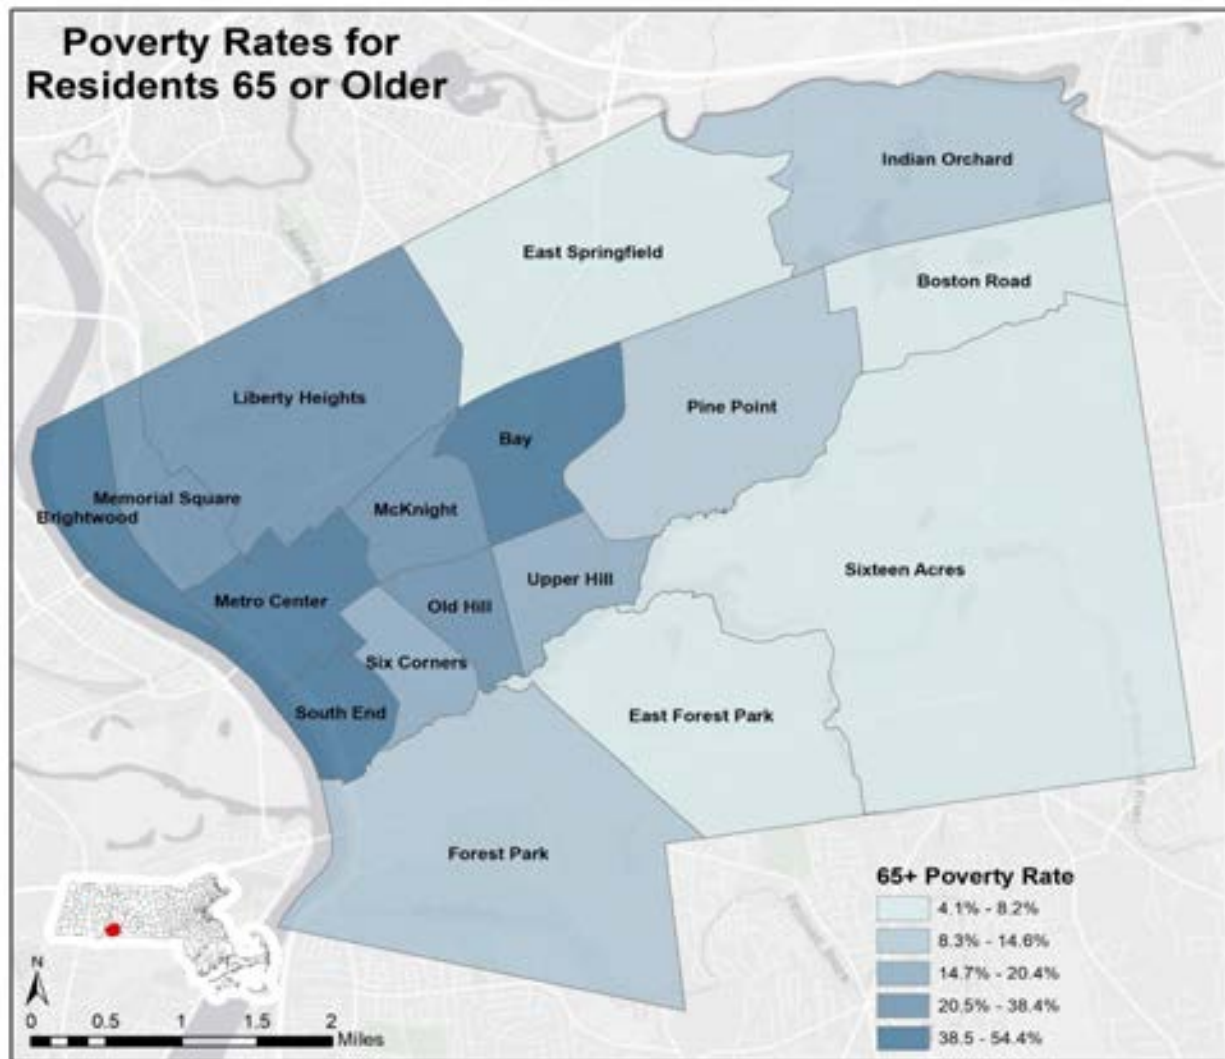 Poverty Rates for
Residents 65 or Older
Indian Orchard
East Springfield
Boston Road
Liberty Heights
Pine Point
Bay
Memorial Square
Brightwood
McKnight
Sixteen Acres
Upper Hill
Metro Center
Old Hill
Six Corners
South End
East Forest Park
Forest Park
65+ Poverty Rate
4.1% - 8.2%
8.3% - 14.6%
14.7% - 20.4%
20.5% - 38.4%
38.5 - 54.4%
N
0 0.5 1 1.5 2
Miles